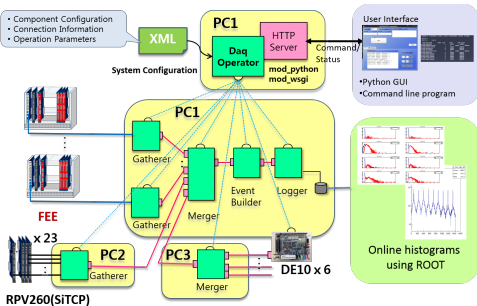 • Component Configuration
• Connection Information
• Operation Parameters
XML
System Configuration
PC1
Daq
Operator
HTTP
Server
mod_python
mod_wsgi
Command/
Status
User Interface
•Python GUI
•Command line program
PC1
Gatherer
Gatherer
Merger
Event
Builder
Logger
FEE
x 23
RPV260(SiTCP)
PC2
Gatherer
PC3
Merger
DE10 x 6
Online histograms
using ROOT